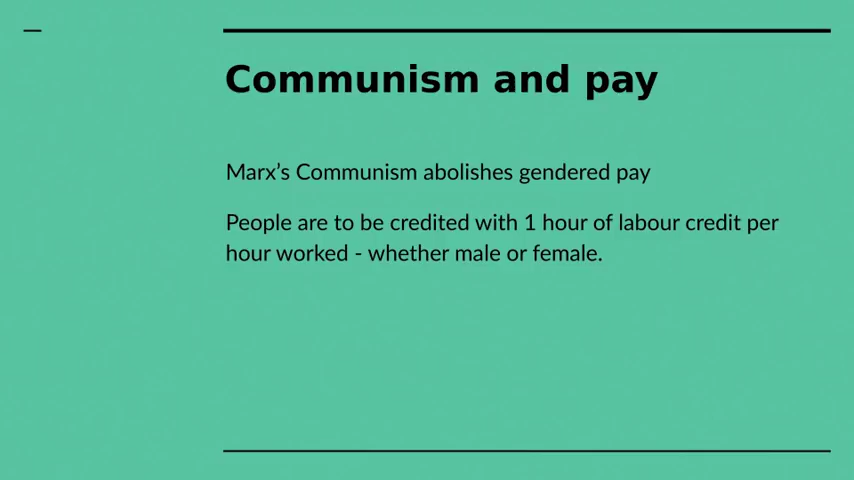 Communism and pay
Marx’s Communism abolishes gendered pay
People are to be credited with 1 hour of labour credit per
hour worked - whether male or female.